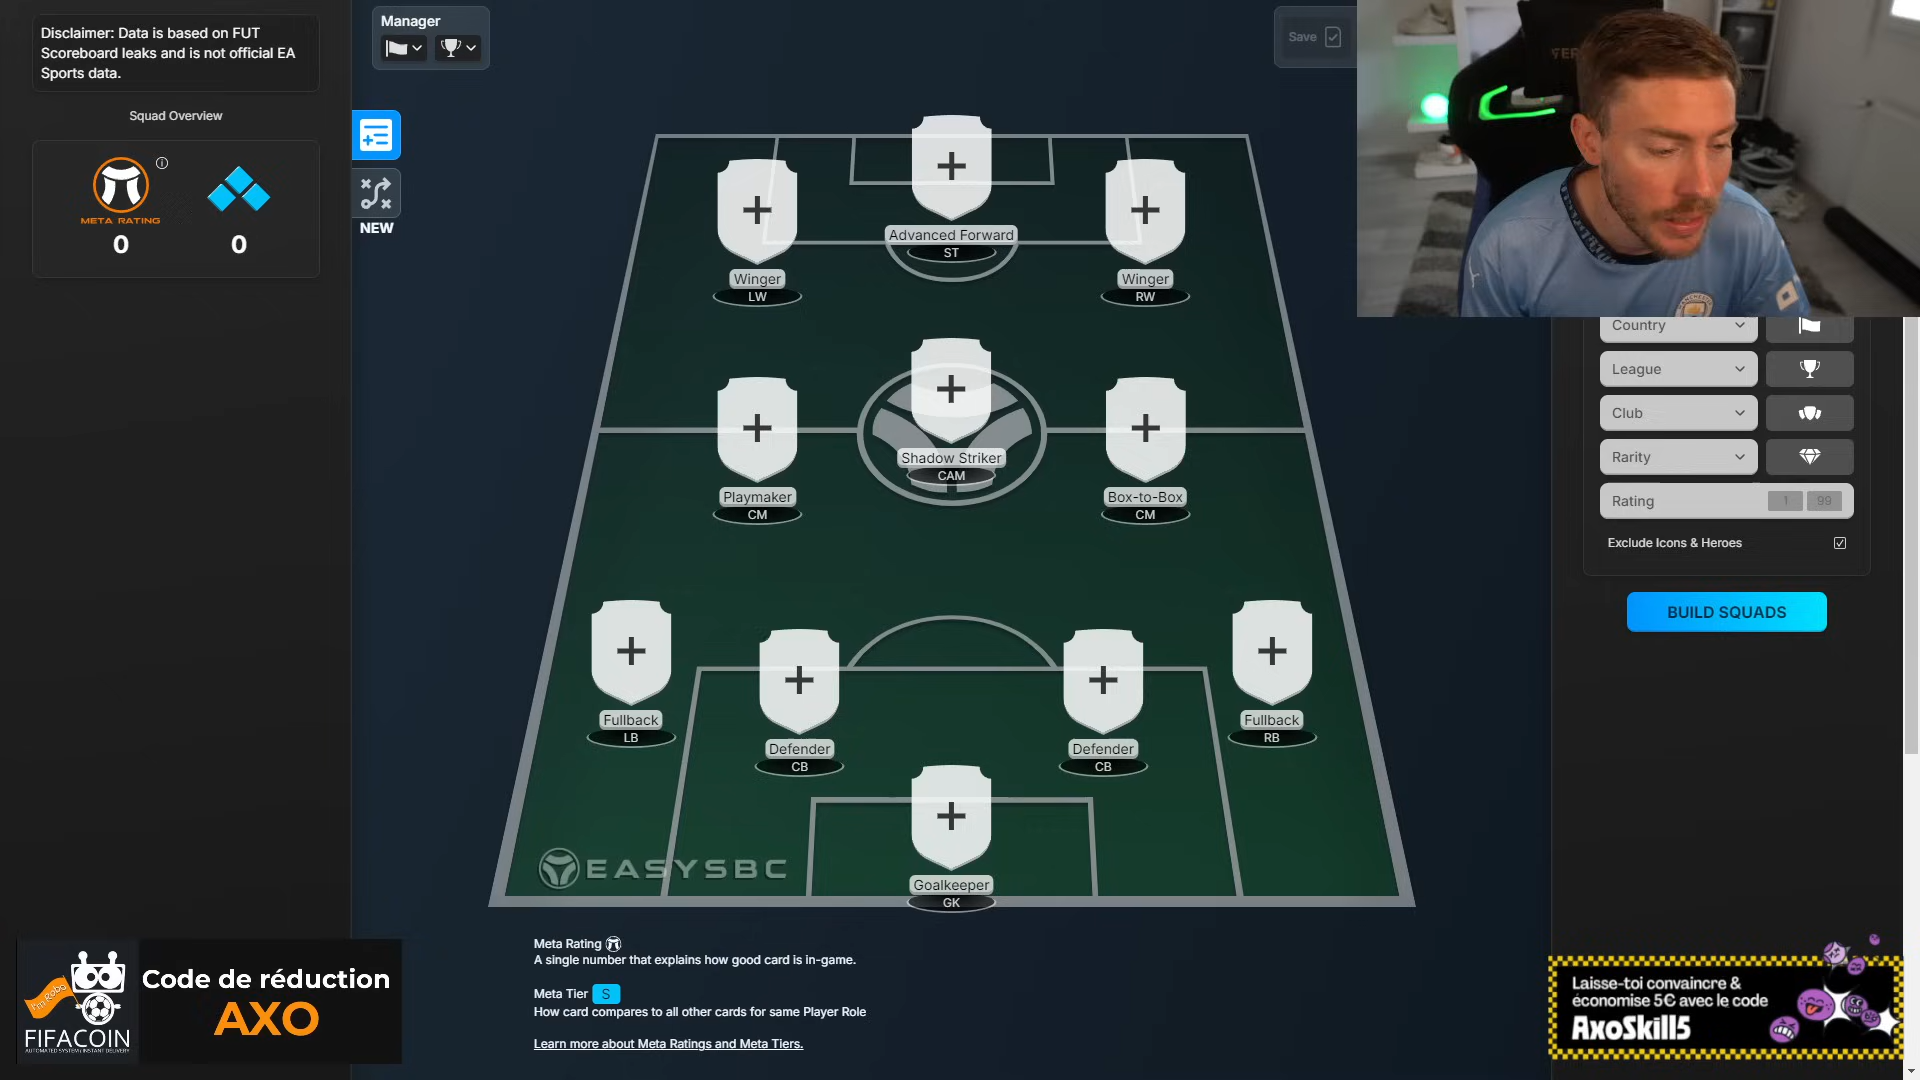 Disclaimer: Data is based on FUT
Scoreboard leaks and is not official EA
Sports data.
Squad Overview
META RATING
0
0
Manager
NEW
Save
Advanced Forward
ST
Winger
LW
Winger
RW
Shadow Striker
CAM
Playmaker
CM
Box-to-Box
CM
Fullback
LB
Fullback
RB
Defender
CB
Defender
CB
Goalkeeper
GK
EASYSBC
Country
League
Club
Rarity
Rating
1
99
Exclude Icons & Heroes
BUILD SQUADS
Meta Rating
A single number that explains how good card is in-game.
Meta Tier S
How card compares to all other cards for same Player Role
Learn more about Meta Ratings and Meta Tiers.
I'm Robo
FIFACOIN
AUTOMATED SYSTEM & INSTANT DELIVERY
Code de réduction
AXO
Laisse-toi convaincre &
économise 5€ avec le code
AxoSkill5